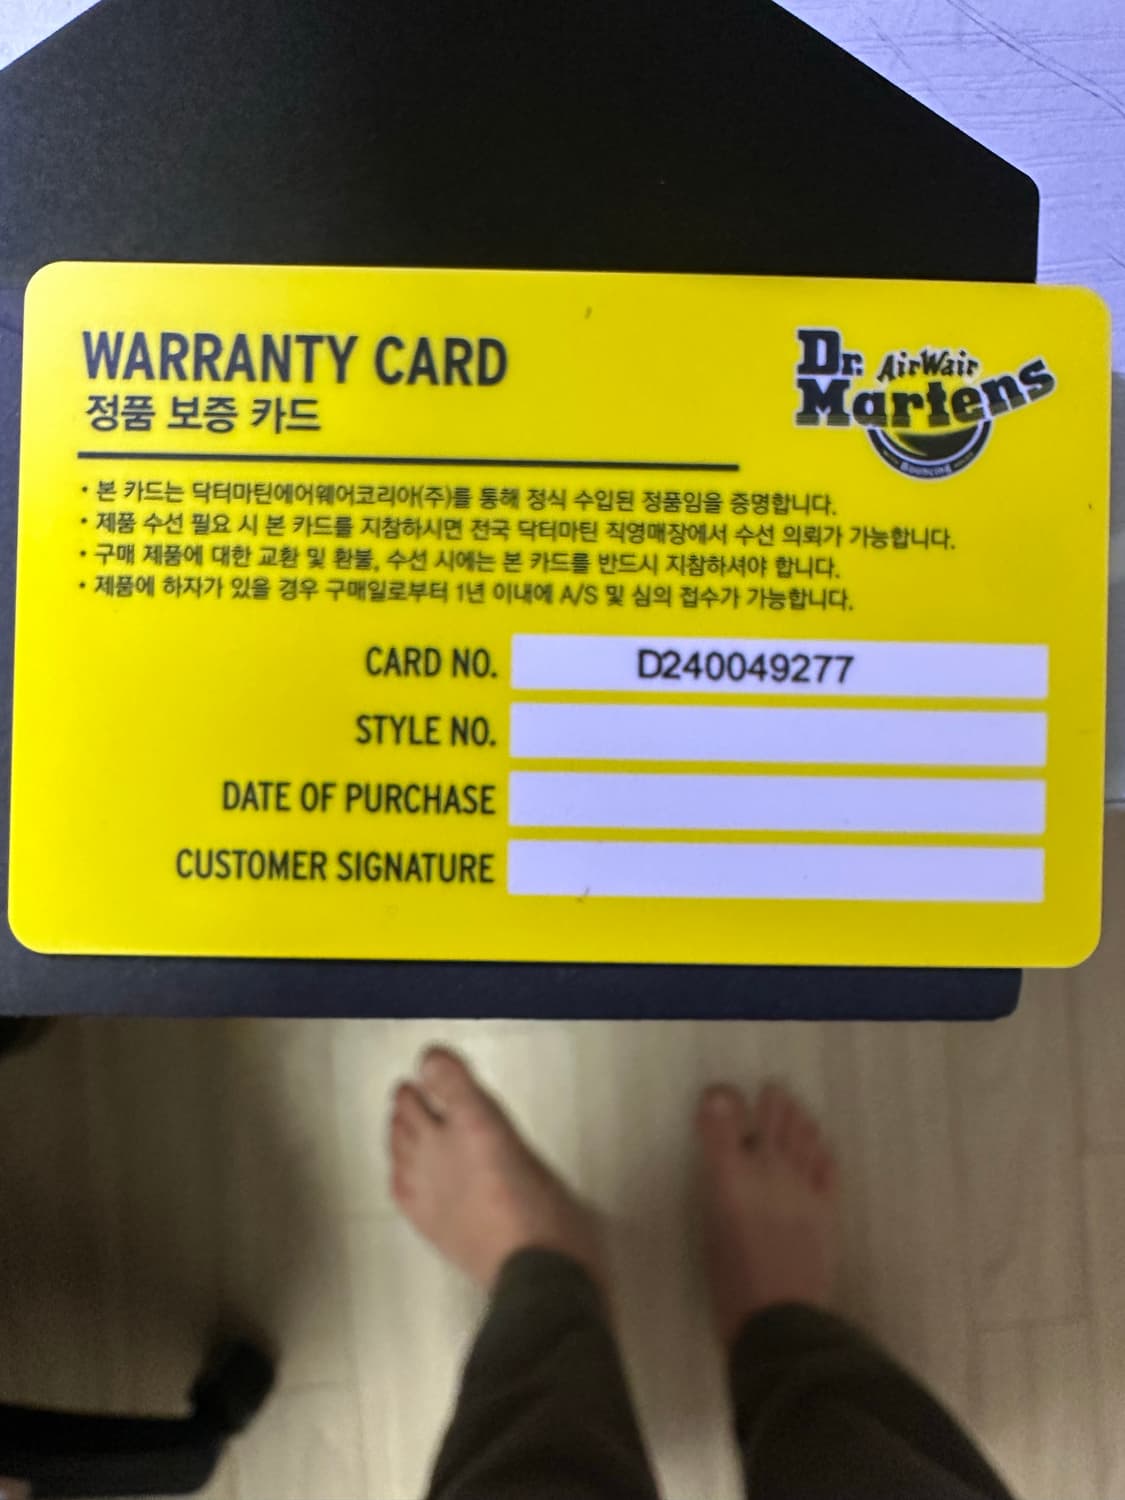 WARRANTY CARD
정품 보증 카드
Dr. Martens
AirWair
Bouncing
• 본 카드는 닥터마틴에어웨어코리아(주)를 통해 정식 수입된 정품임을 증명합니다.
• 제품 수선 필요 시 본 카드를 지참하시면 전국 닥터마틴 직영매장에서 수선 의뢰가 가능합니다.
• 구매 제품에 대한 교환 및 환불, 수선 시에는 본 카드를 반드시 지참하셔야 합니다.
• 제품에 하자가 있을 경우 구매일로부터 1년 이내에 A/S 및 심의 접수가 가능합니다.
CARD NO. D240049277
STYLE NO.
DATE OF PURCHASE
CUSTOMER SIGNATURE